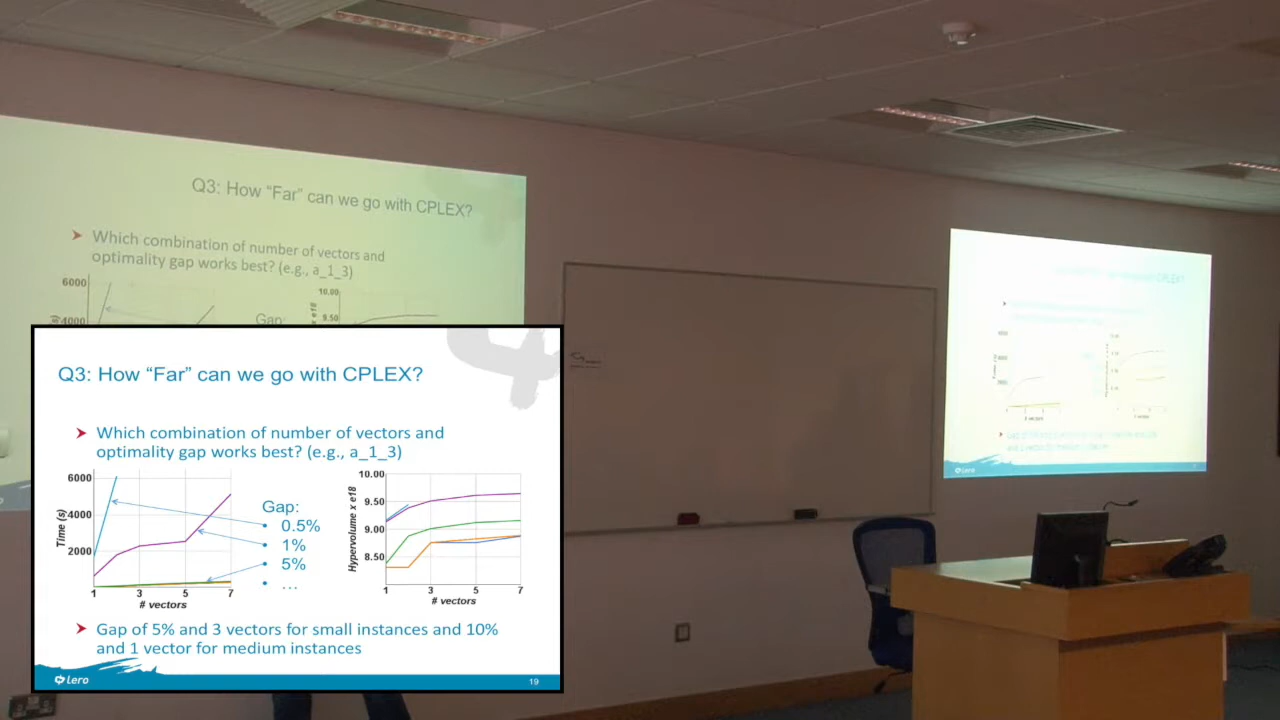 Q3: How “Far” can we go with CPLEX?
Which combination of number of vectors and
optimality gap works best? (e.g., a_1_3)
6000
4000
Gap:
10.00
9.50
x e18
Q3: How “Far” can we go with CPLEX?
Which combination of number of vectors and
optimality gap works best? (e.g., a_1_3)
6000
4000
2000
Time (s)
1 3 5 7
# vectors
Gap:
0.5%
1%
5%
...
10.00
9.50
9.00
8.50
Hypervolume x e18
1 3 5 7
# vectors
Gap of 5% and 3 vectors for small instances and 10%
and 1 vector for medium instances
Lero
19
CPLEX?
Lero